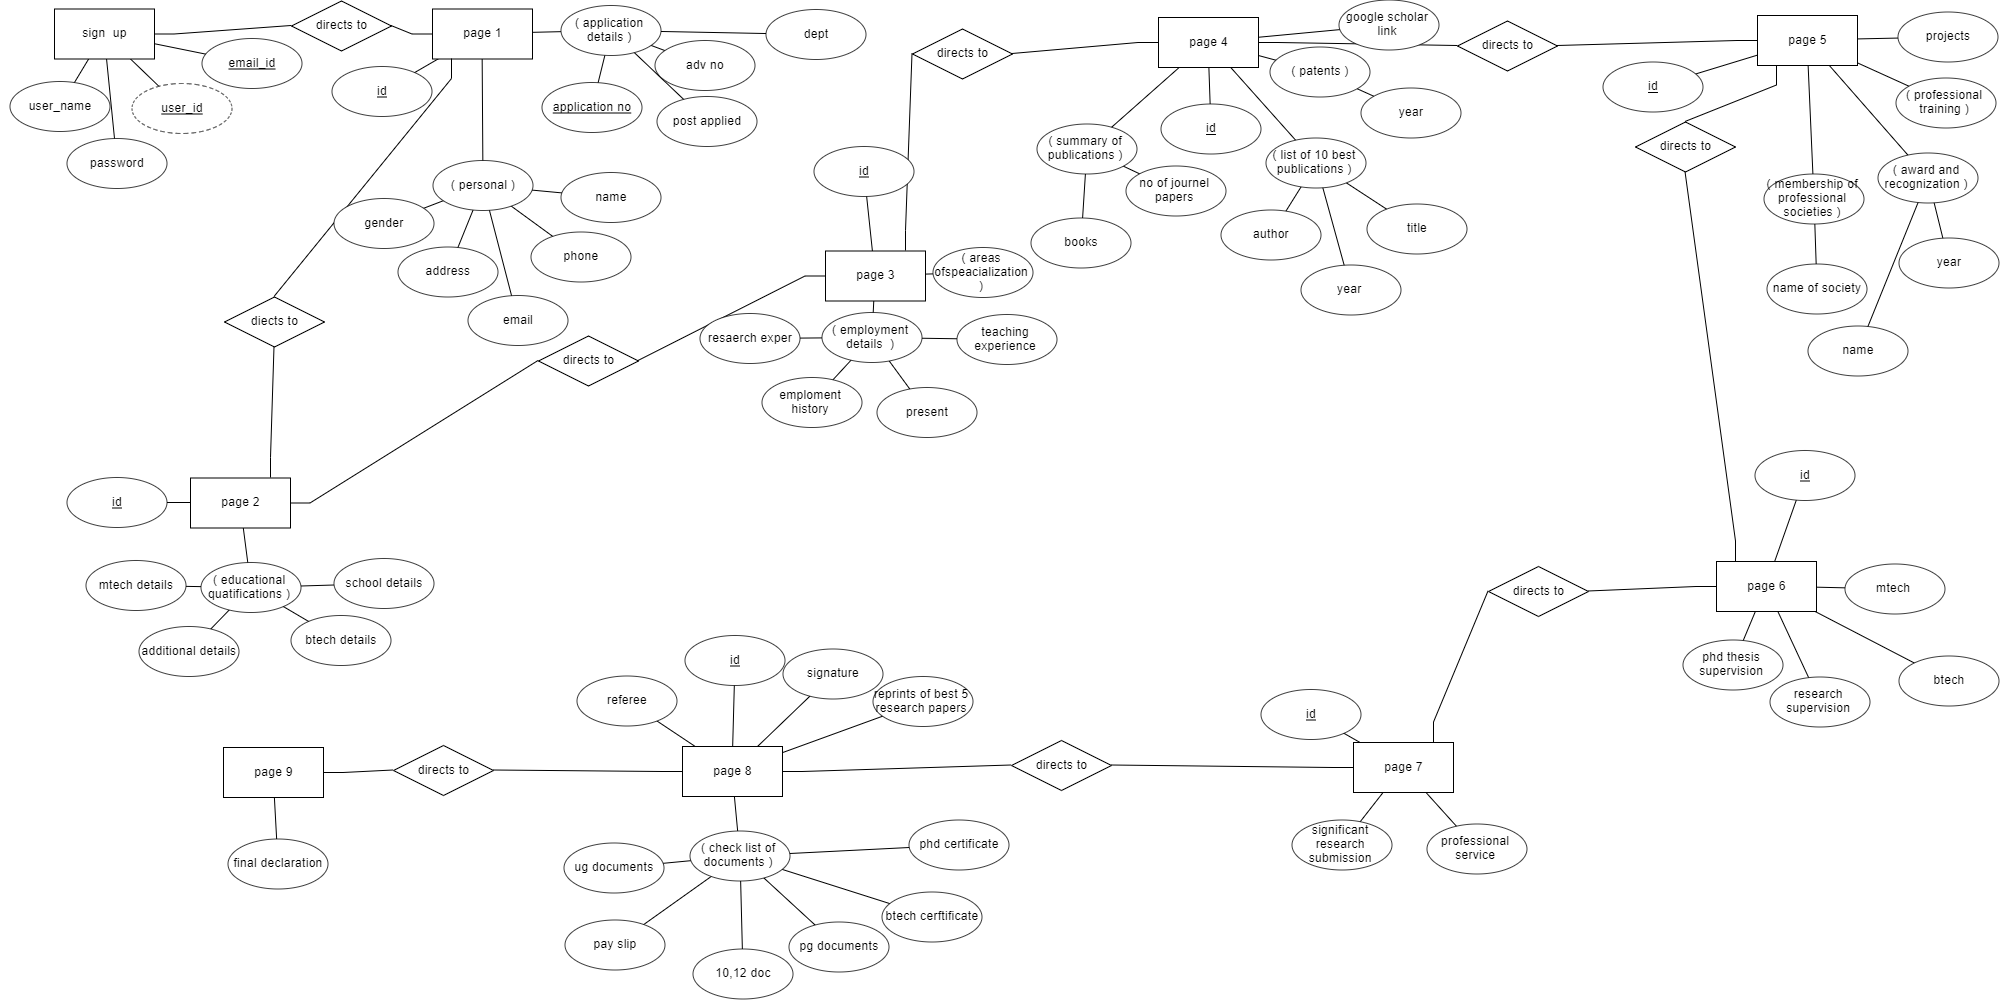 sign up
directs to
page 1
( application
details )
dept
adv no
application no
post applied
email_id
user_name
user_id
password
id
( personal )
name
gender
phone
address
email
diects to
page 2
id
mtech details
( educational
quatifications )
school details
additional details
btech details
directs to
page 3
id
( areas
ofspeacialization
)
resaerch exper
( employment
details )
teaching
experience
emploment
history
present
directs to
page 4
google scholar
link
( patents )
year
id
( summary of
publications )
no of journel
papers
books
( list of 10 best
publications )
author
title
year
directs to
page 5
projects
id
( professional
training )
( membership of
professional
societies )
name of society
( award and
recognization )
year
name
directs to
page 6
id
mtech
btech
phd thesis
supervision
research
supervision
directs to
page 7
id
significant
research
submission
professional
service
directs to
page 8
id
referee
signature
reprints of best 5
research papers
( check list of
documents )
ug documents
phd certificate
btech cerftificate
pay slip
pg documents
10,12 doc
directs to
page 9
final declaration